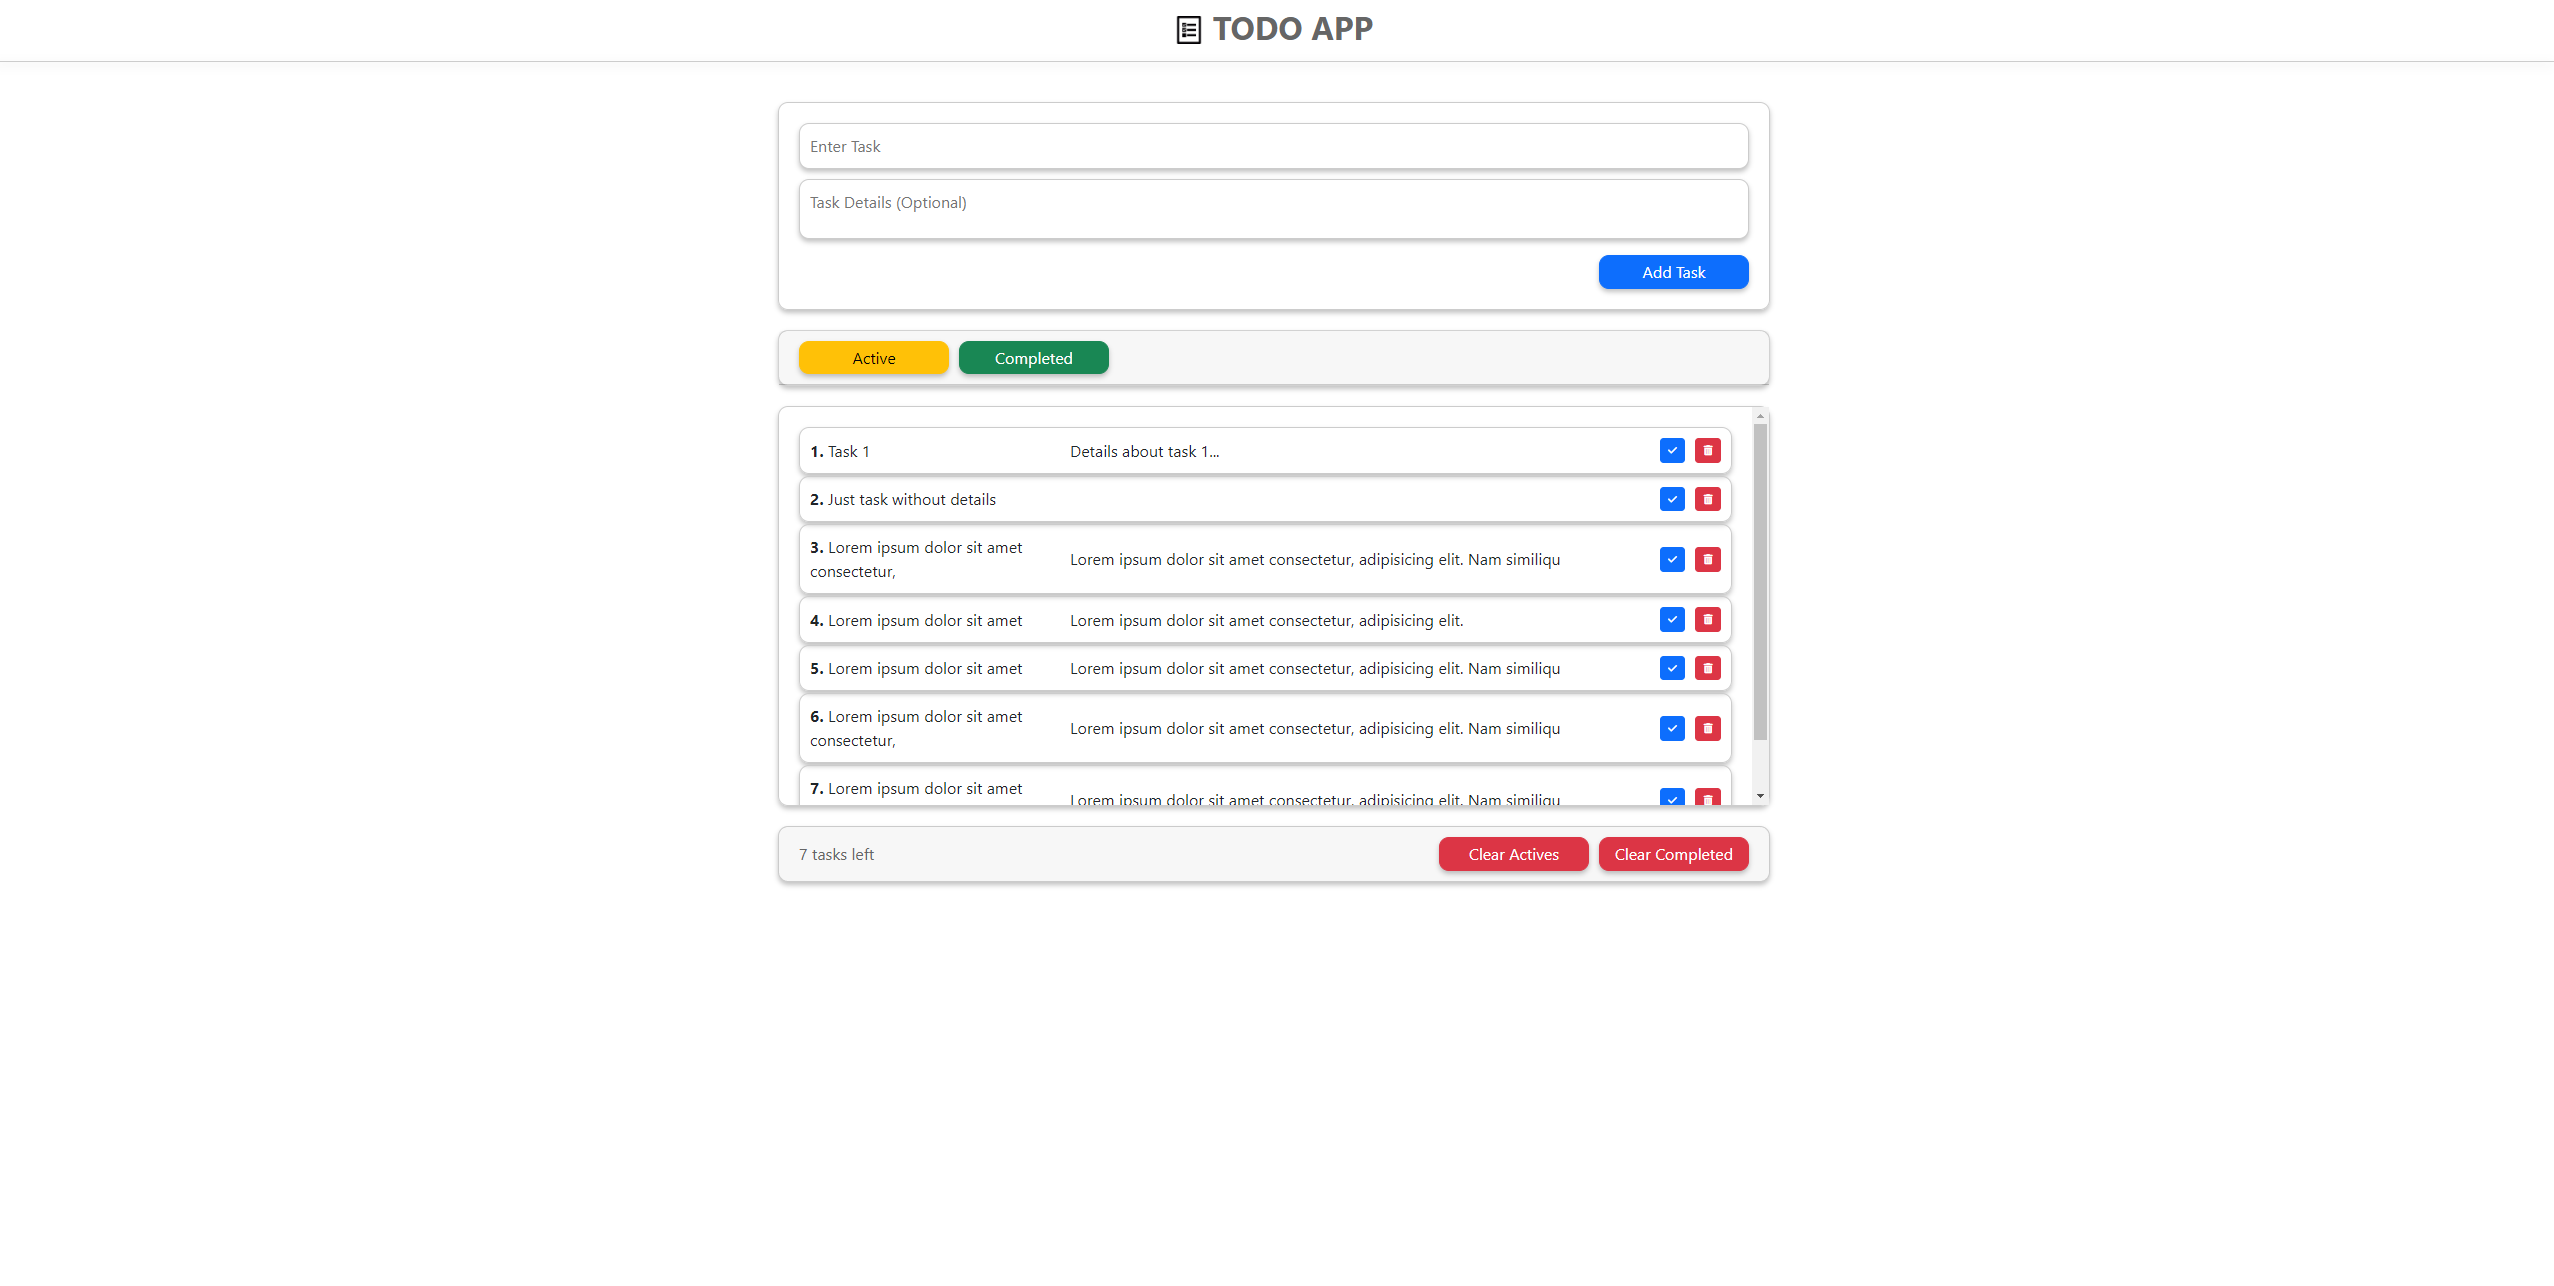 TODO APP
Enter Task
Task Details (Optional)
Add Task
Active
Completed
1. Task 1
Details about task 1...
2. Just task without details
3. Lorem ipsum dolor sit amet
consectetur,
Lorem ipsum dolor sit amet consectetur, adipisicing elit. Nam similiqu
4. Lorem ipsum dolor sit amet
Lorem ipsum dolor sit amet consectetur, adipisicing elit.
5. Lorem ipsum dolor sit amet
Lorem ipsum dolor sit amet consectetur, adipisicing elit. Nam similiqu
6. Lorem ipsum dolor sit amet
consectetur,
Lorem ipsum dolor sit amet consectetur, adipisicing elit. Nam similiqu
7. Lorem ipsum dolor sit amet
Lorem ipsum dolor sit amet consectetur, adipisicing elit. Nam similiqu
7 tasks left
Clear Actives
Clear Completed